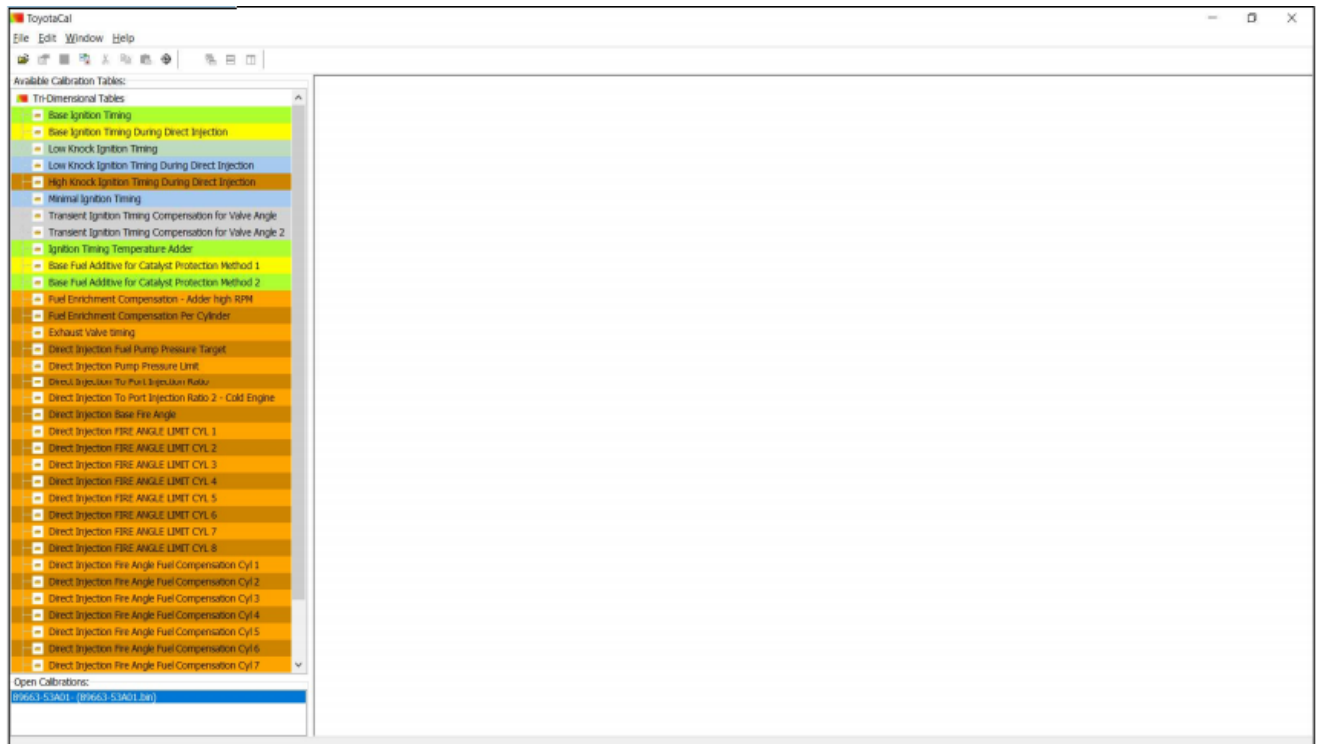 ToyotaCal
File Edit Window Help
Available Calibration Tables:
Tri-Dimensional Tables
Base Ignition Timing
Base Ignition Timing During Direct Injection
Low Knock Ignition Timing
Low Knock Ignition Timing During Direct Injection
High Knock Ignition Timing During Direct Injection
Minimal Ignition Timing
Transient Ignition Timing Compensation for Valve Angle
Transient Ignition Timing Compensation for Valve Angle 2
Ignition Timing Temperature Adder
Base Fuel Additive for Catalyst Protection Method 1
Base Fuel Additive for Catalyst Protection Method 2
Fuel Enrichment Compensation - Adder high RPM
Fuel Enrichment Compensation Per Cylinder
Exhaust Valve timing
Direct Injection Fuel Pump Pressure Target
Direct Injection Pump Pressure Limit
Direct Injection To Port Injection Ratio
Direct Injection To Port Injection Ratio 2 - Cold Engine
Direct Injection Base Fire Angle
Direct Injection FIRE ANGLE LIMIT CYL 1
Direct Injection FIRE ANGLE LIMIT CYL 2
Direct Injection FIRE ANGLE LIMIT CYL 3
Direct Injection FIRE ANGLE LIMIT CYL 4
Direct Injection FIRE ANGLE LIMIT CYL 5
Direct Injection FIRE ANGLE LIMIT CYL 6
Direct Injection FIRE ANGLE LIMIT CYL 7
Direct Injection FIRE ANGLE LIMIT CYL 8
Direct Injection Fire Angle Fuel Compensation Cyl 1
Direct Injection Fire Angle Fuel Compensation Cyl 2
Direct Injection Fire Angle Fuel Compensation Cyl 3
Direct Injection Fire Angle Fuel Compensation Cyl 4
Direct Injection Fire Angle Fuel Compensation Cyl 5
Direct Injection Fire Angle Fuel Compensation Cyl 6
Direct Injection Fire Angle Fuel Compensation Cyl 7
Open Calibrations:
89663-53A01- (89663-53A01.bin)